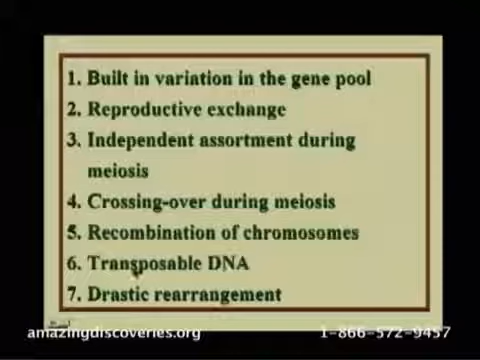 1. Built in variation in the gene pool
2. Reproductive exchange
3. Independent assortment during
meiosis
4. Crossing-over during meiosis
5. Recombination of chromosomes
6. Transposable DNA
7. Drastic rearrangement
amazingdiscoveries.org 1-866-572-9457